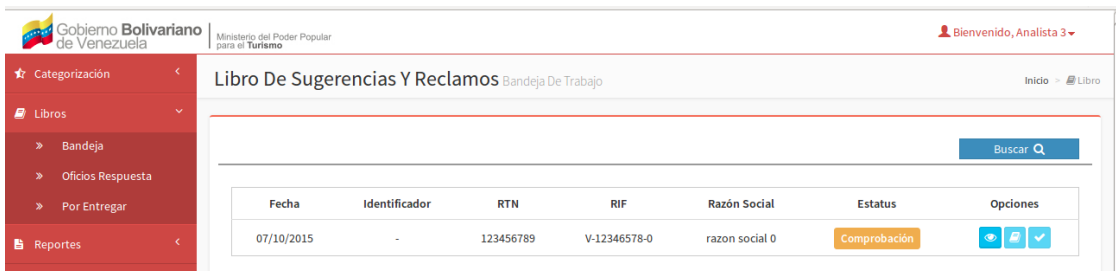 Gobierno Bolivariano
de Venezuela
Ministerio del Poder Popular
para el Turismo
Bienvenido, Analista 3
Categorización
Libro De Sugerencias Y Reclamos Bandeja De Trabajo
Inicio > Libro
Libros
Bandeja
Oficios Respuesta
Por Entregar
Reportes
Buscar
Fecha Identificador RTN RIF Razón Social Estatus Opciones
07/10/2015 - 123456789 V-12346578-0 razon social 0 Comprobación